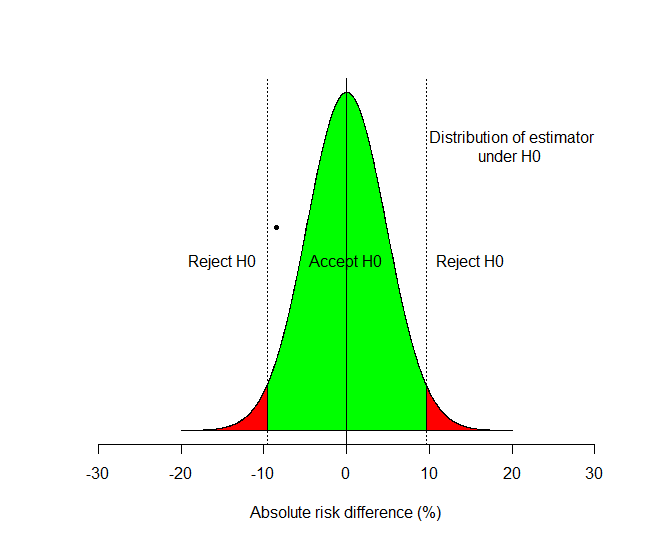 Distribution of estimator
under H0
Reject H0
Accept H0
Reject H0
-30
-20
-10
0
10
20
30
Absolute risk difference (%)